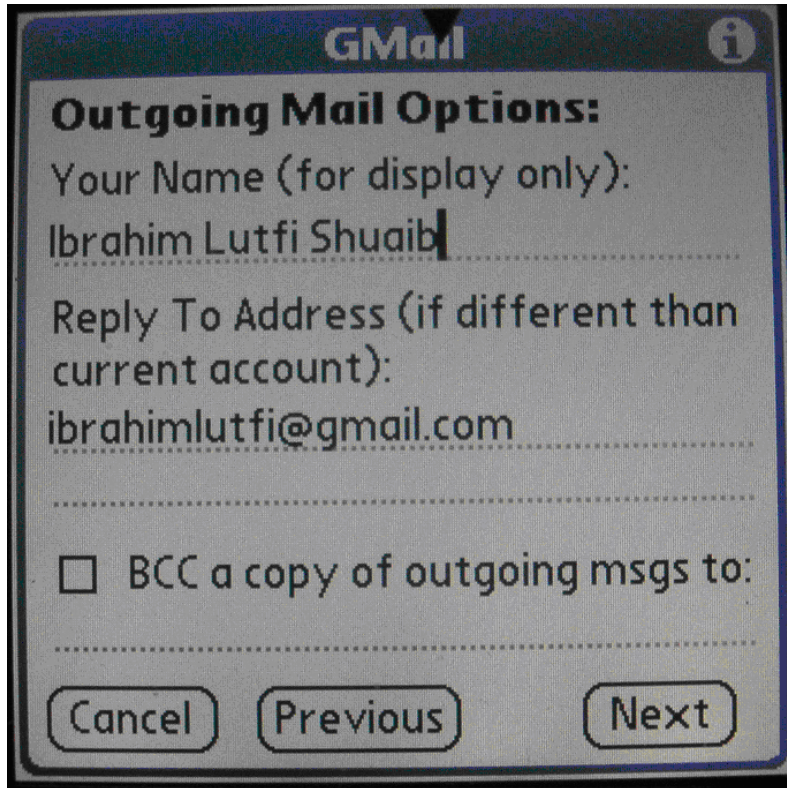 GMail
Outgoing Mail Options:
Your Name (for display only):
Ibrahim Lutfi Shuaib
Reply To Address (if different than
current account):
ibrahimlutfi@gmail.com
BCC a copy of outgoing msgs to:
Cancel Previous Next